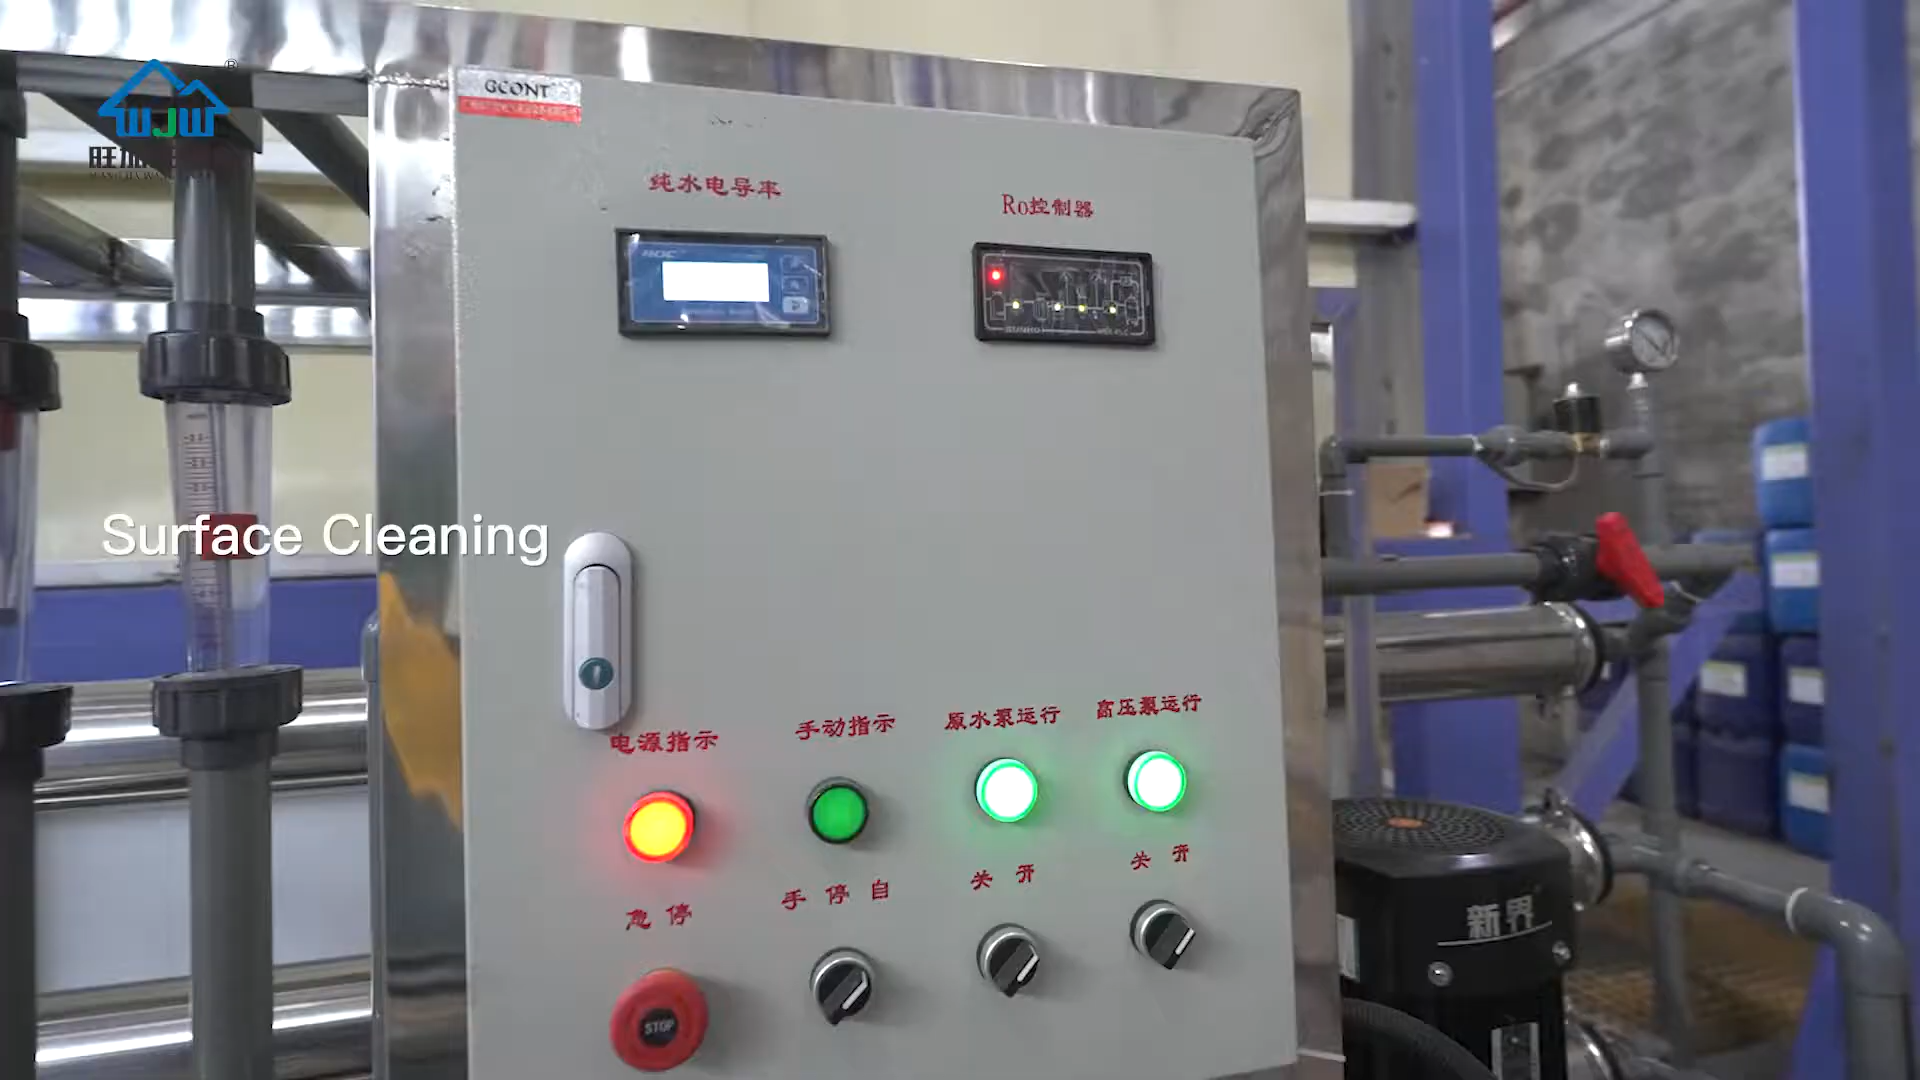 GCONT
WJW
®
纯水电导率
Ro控制器
Surface Cleaning
电源指示
手动指示
原水泵运行
高压泵运行
手 停 自
关 开
关 开
急 停
STOP
新界